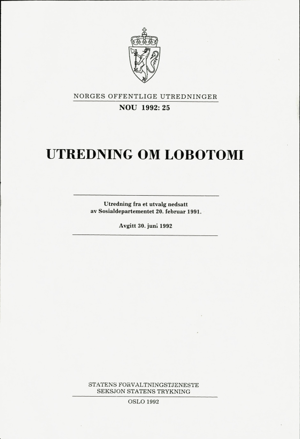 NORGES OFFENTLIGE UTREDNINGER
NOU 1992: 25
UTREDNING OM LOBOTOMI
Utredning fra et utvalg nedsatt
av Sosialdepartementet 20. februar 1991.
Avgitt 30. juni 1992
STATENS FORVALTNINGSTJENESTE
SEKSJON STATENS TRYKNING
OSLO 1992